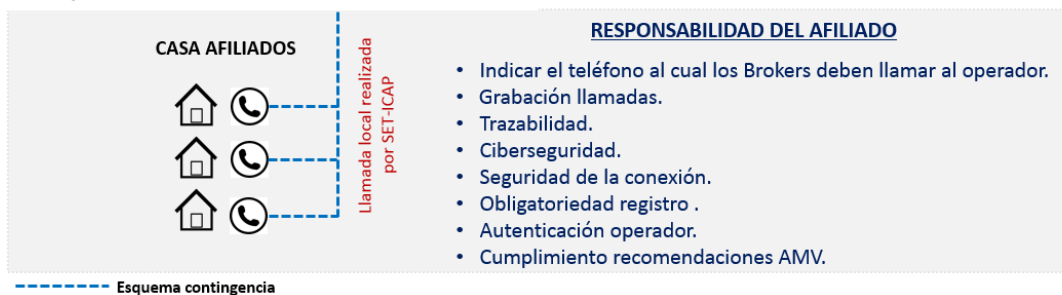 CASA AFILIADOS
Llamada local realizada
por SET-ICAP
RESPONSABILIDAD DEL AFILIADO
• Indicar el teléfono al cual los Brokers deben llamar al operador.
• Grabación llamadas.
• Trazabilidad.
• Ciberseguridad.
• Seguridad de la conexión.
• Obligatoriedad registro .
• Autenticación operador.
• Cumplimiento recomendaciones AMV.
Esquema contingencia